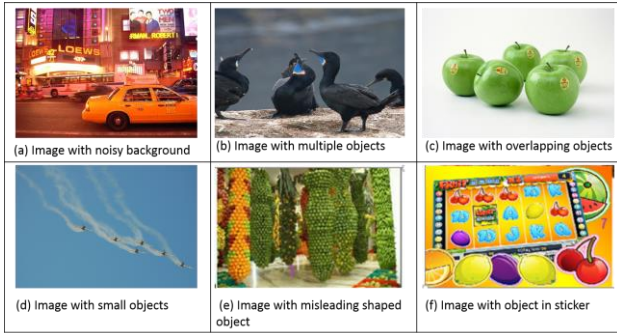 LOEWS
(a) Image with noisy background
(b) Image with multiple objects
(c) Image with overlapping objects
(d) Image with small objects
(e) Image with misleading shaped
object
(f) Image with object in sticker